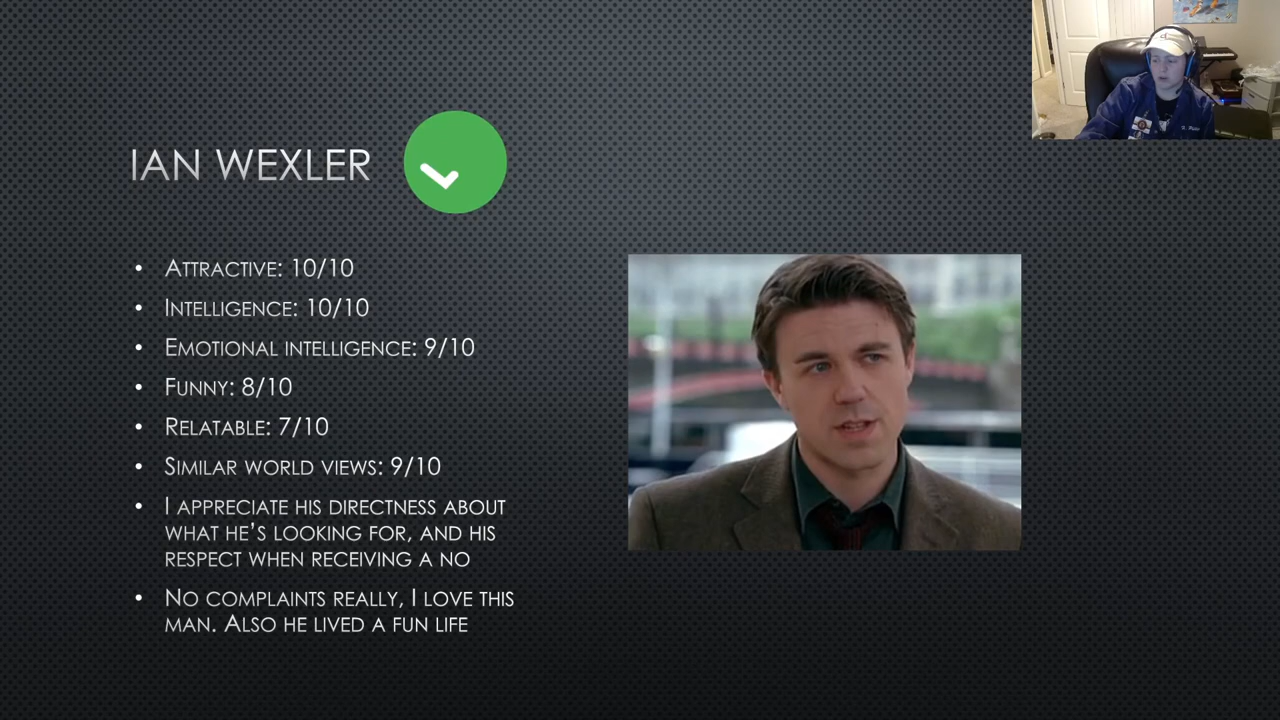 IAN WEXLER
• ATTRACTIVE: 10/10
• INTELLIGENCE: 10/10
• EMOTIONAL INTELLIGENCE: 9/10
• FUNNY: 8/10
• RELATABLE: 7/10
• SIMILAR WORLD VIEWS: 9/10
• I APPRECIATE HIS DIRECTNESS ABOUT
WHAT HE'S LOOKING FOR, AND HIS
RESPECT WHEN RECEIVING A NO
• NO COMPLAINTS REALLY, I LOVE THIS
MAN. ALSO HE LIVED A FUN LIFE